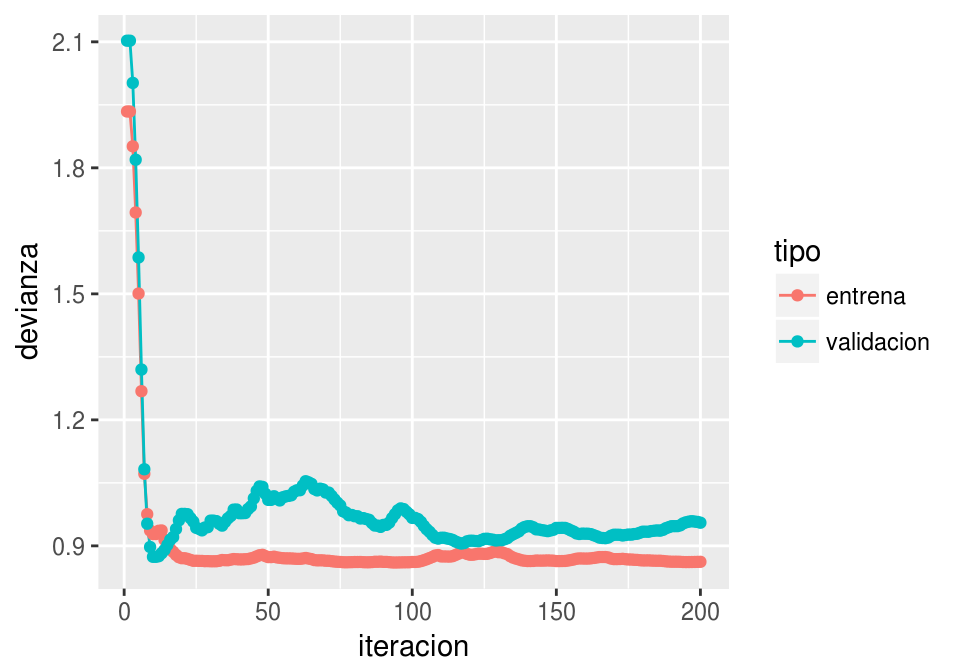 2.1
1.8
1.5
1.2
0.9
devianza
0 50 100 150 200
iteracion
tipo
entrena
validacion